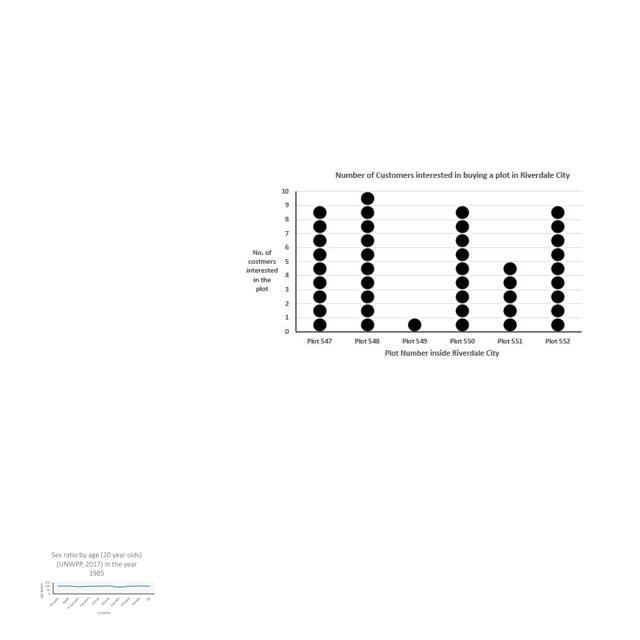 Number of Customers interested in buying a plot in Riverdale City
10
9
8
7
6
5
4
3
2
1
0
No. of
costmers
interested
in the
plot
Plot 547 Plot 548 Plot 549 Plot 550 Plot 551 Plot 552
Plot Number inside Riverdale City
Sex ratio by age (20 year olds)
(UNWPP, 2017) in the year
1985
COUNTRY